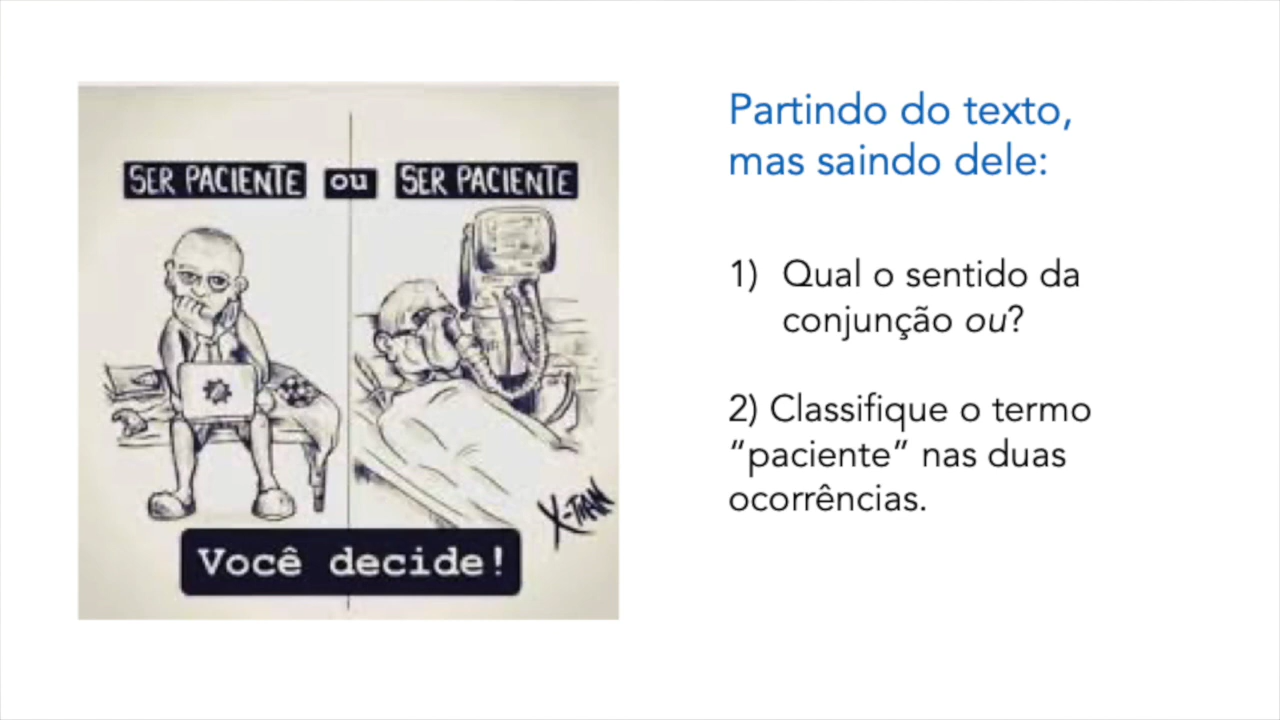 SER PACIENTE ou SER PACIENTE
X-TIAN
Você decide!
Partindo do texto,
mas saindo dele:
1) Qual o sentido da
conjunção ou?
2) Classifique o termo
“paciente” nas duas
ocorrências.